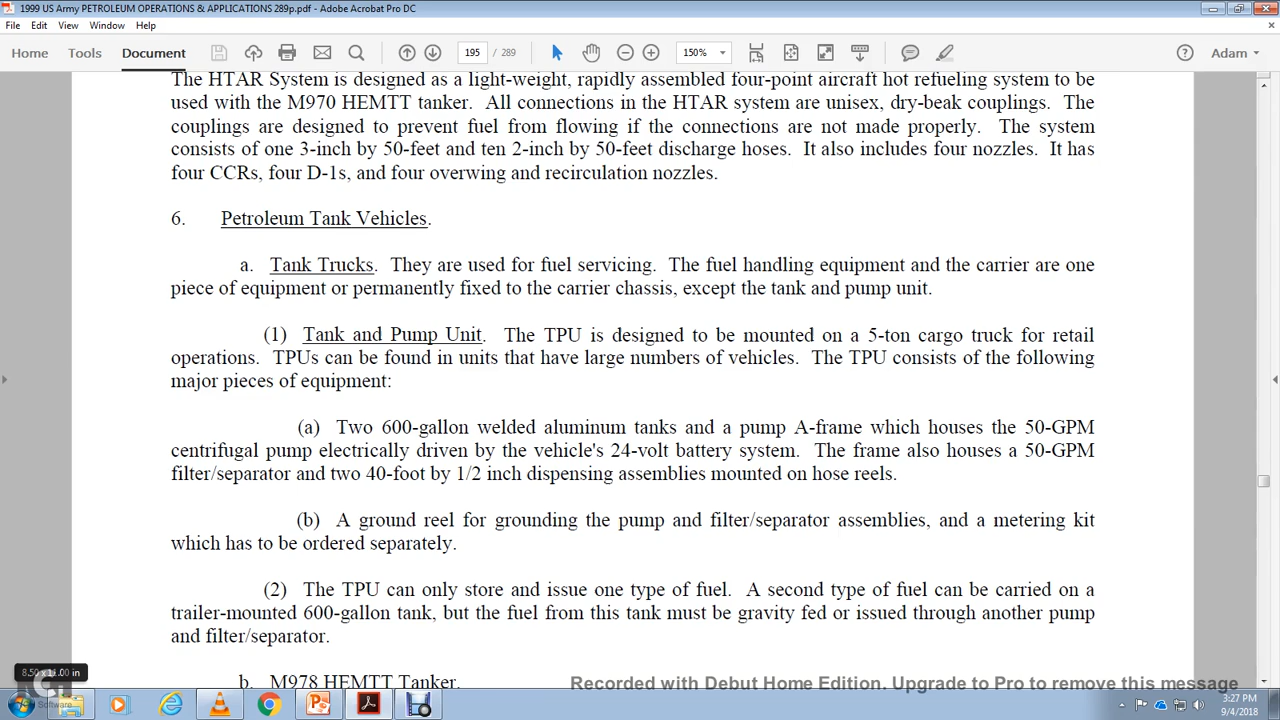 1999 US Army PETROLEUM OPERATIONS & APPLICATIONS 289p.pdf - Adobe Acrobat Pro DC
File Edit View Window Help
Home Tools Document 195 / 289 150% Adam
The HTAR System is designed as a light-weight, rapidly assembled four-point aircraft hot refueling system to be
used with the M970 HEMTT tanker. All connections in the HTAR system are unisex, dry-beak couplings. The
couplings are designed to prevent fuel from flowing if the connections are not made properly. The system
consists of one 3-inch by 50-feet and ten 2-inch by 50-feet discharge hoses. It also includes four nozzles. It has
four CCRs, four D-1s, and four overwing and recirculation nozzles.
6. Petroleum Tank Vehicles.
a. Tank Trucks. They are used for fuel servicing. The fuel handling equipment and the carrier are one
piece of equipment or permanently fixed to the carrier chassis, except the tank and pump unit.
(1) Tank and Pump Unit. The TPU is designed to be mounted on a 5-ton cargo truck for retail
operations. TPUs can be found in units that have large numbers of vehicles. The TPU consists of the following
major pieces of equipment:
(a) Two 600-gallon welded aluminum tanks and a pump A-frame which houses the 50-GPM
centrifugal pump electrically driven by the vehicle's 24-volt battery system. The frame also houses a 50-GPM
filter/separator and two 40-foot by 1/2 inch dispensing assemblies mounted on hose reels.
(b) A ground reel for grounding the pump and filter/separator assemblies, and a metering kit
which has to be ordered separately.
(2) The TPU can only store and issue one type of fuel. A second type of fuel can be carried on a
trailer-mounted 600-gallon tank, but the fuel from this tank must be gravity fed or issued through another pump
and filter/separator.
8.50 x 11.00 in
b. M978 HEMTT Tanker.
Recorded with Debut Home Edition. Upgrade to Pro to remove this message
Software
3:27 PM
9/4/2018